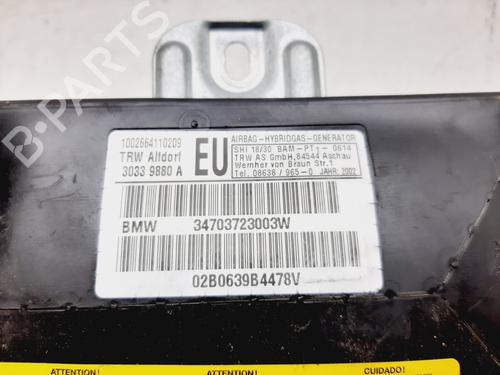 1002664110209
TRW Alldorf
3033 9880 A
EU
AIRBAG-HYBRIDGAS-GENERATOR
SHI 18/30 BAM-PT1- 0614
TRW AS GmbH,84544 Aschau
Wernher von Braun Str.1
Tel. 08638/ 965-0 JAHR: 2002
BMW 34703723003W
02B0639B4478V
ATTENTION! ATTENTION! CUIDADO!